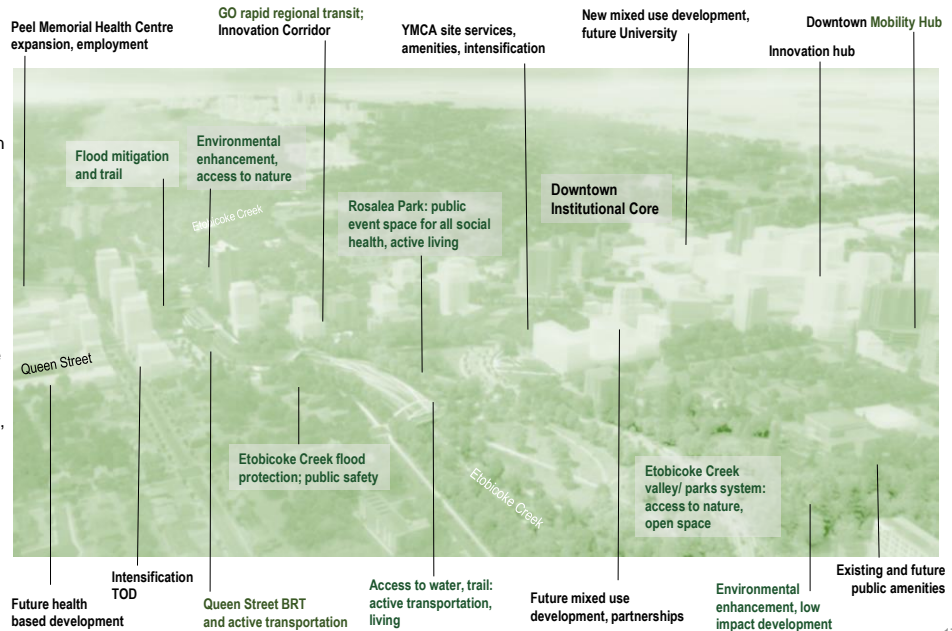 Peel Memorial Health Centre
expansion, employment
GO rapid regional transit;
Innovation Corridor
YMCA site services,
amenities, intensification
New mixed use development,
future University
Downtown Mobility Hub
Innovation hub
Flood mitigation
and trail
Environmental
enhancement,
access to nature
Etobicoke Creek
Rosalea Park: public
event space for all social
health, active living
Downtown
Institutional Core
Queen Street
Etobicoke Creek flood
protection; public safety
Etobicoke Creek
Etobicoke Creek
valley/ parks system:
access to nature,
open space
Future health
based development
Intensification
TOD
Queen Street BRT
and active transportation
Access to water, trail:
active transportation,
living
Future mixed use
development, partnerships
Environmental
enhancement, low
impact development
Existing and future
public amenities